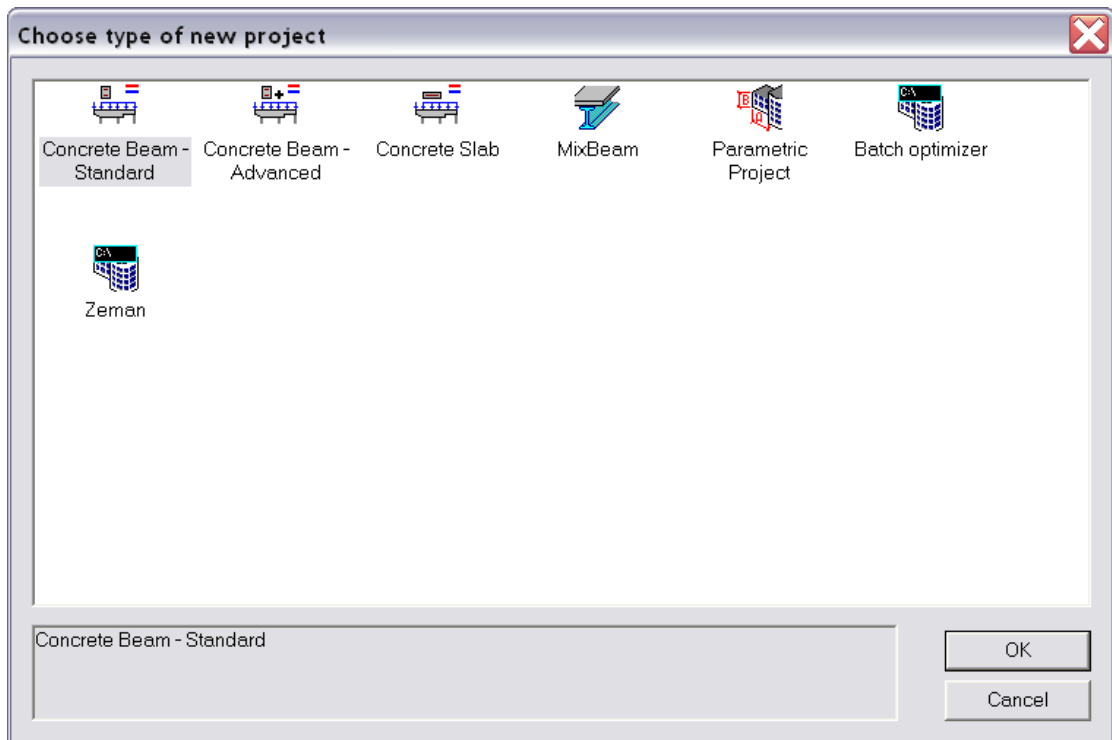 Choose type of new project
Concrete Beam - Standard
Concrete Beam - Advanced
Concrete Slab
MixBeam
Parametric Project
Batch optimizer
C:\
C:\
Zeman
Concrete Beam - Standard
OK
Cancel